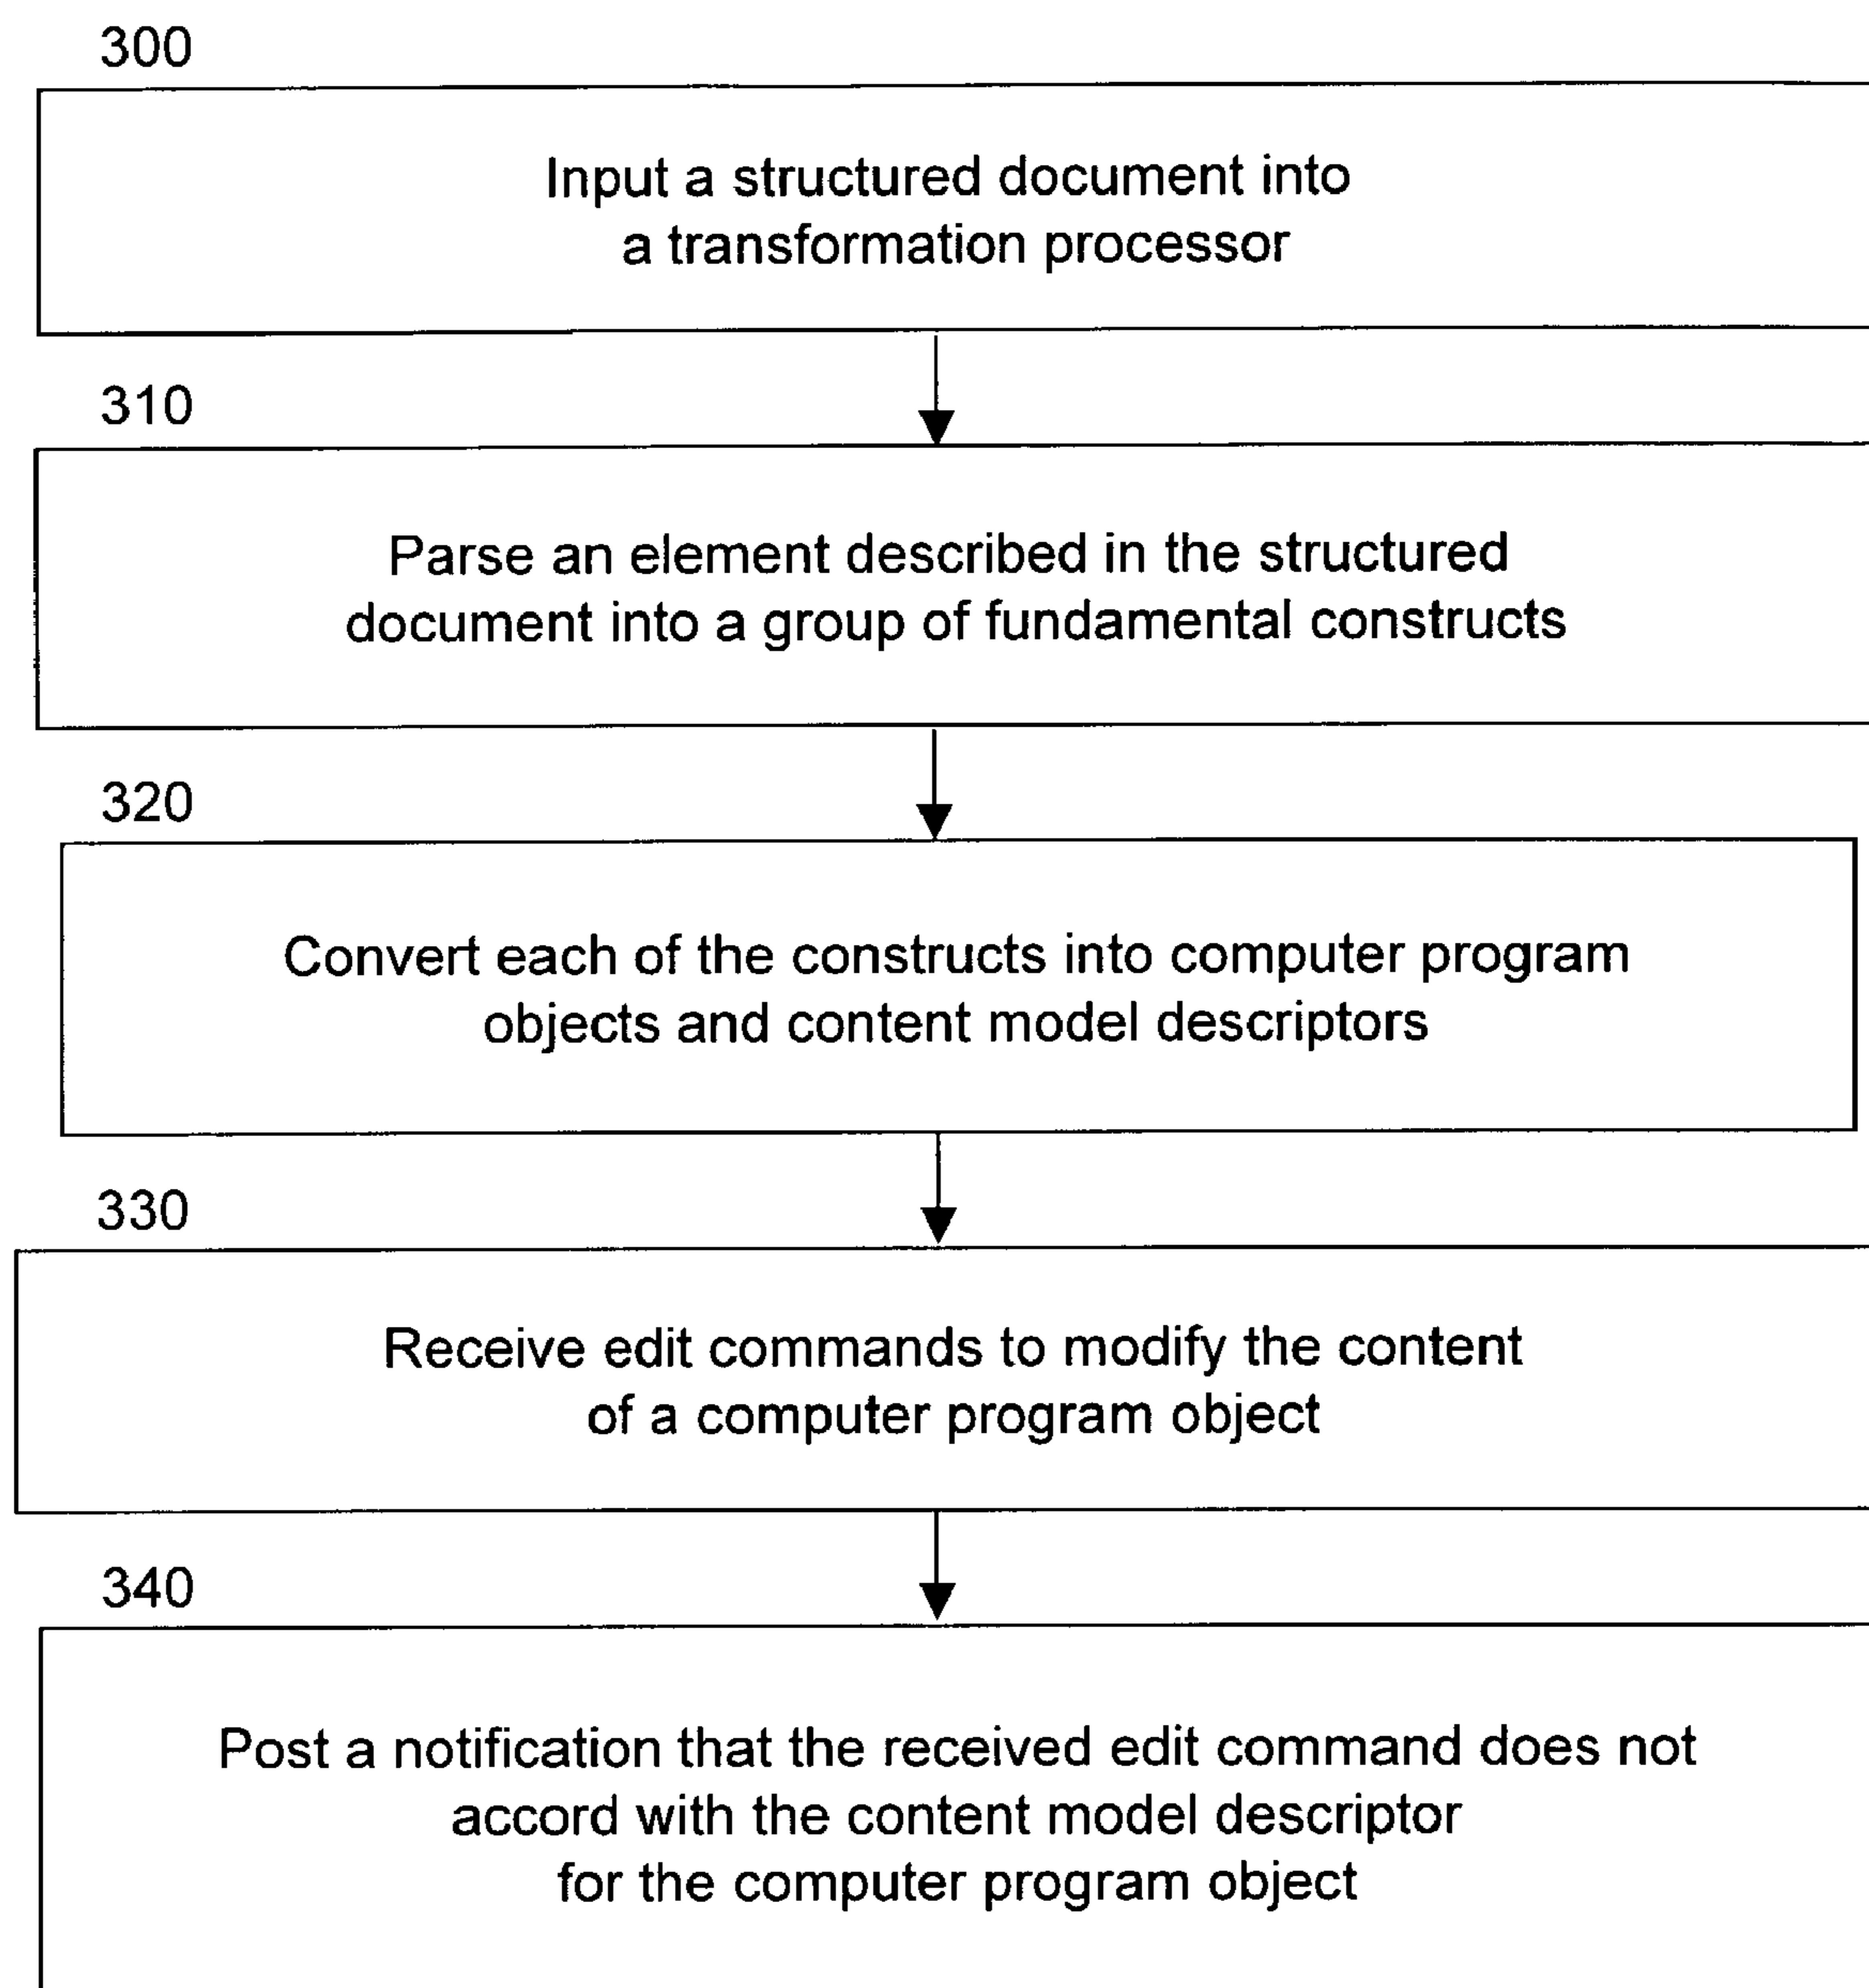 300
Input a structured document into
a transformation processor
310
Parse an element described in the structured
document into a group of fundamental constructs
320
Convert each of the constructs into computer program
objects and content model descriptors
330
Receive edit commands to modify the content
of a computer program object
340
Post a notification that the received edit command does not
accord with the content model descriptor
for the computer program object